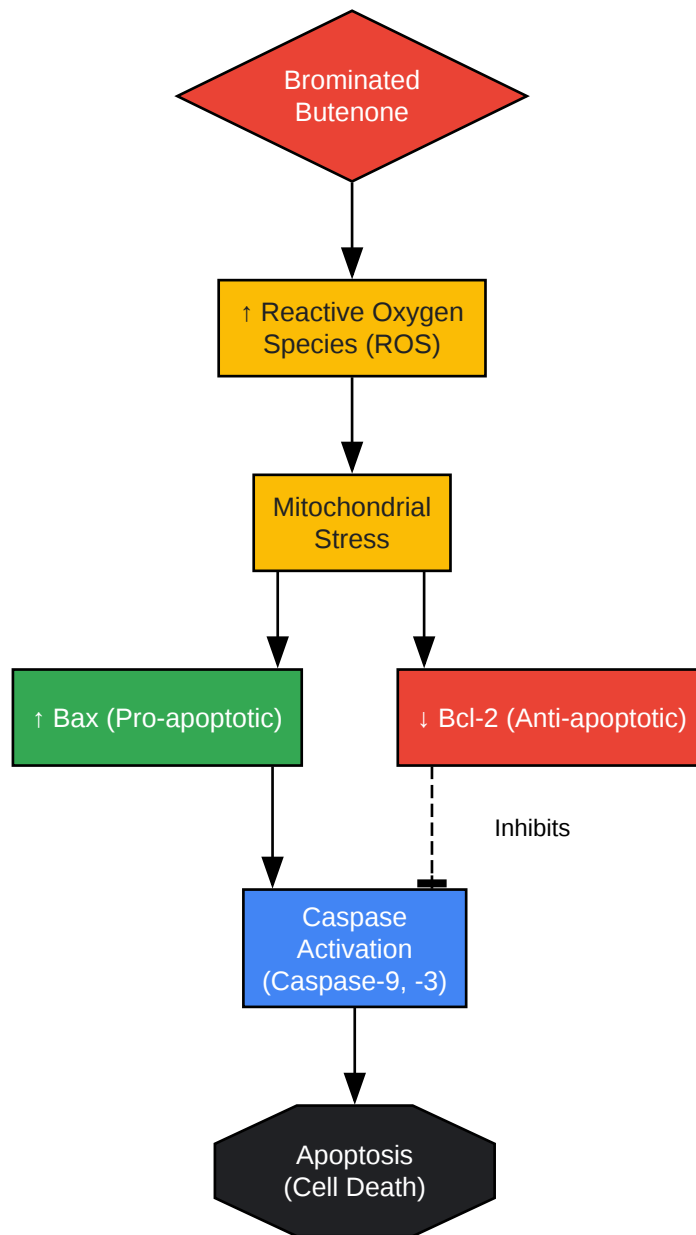 Brominated
Butenone
↑ Reactive Oxygen
Species (ROS)
Mitochondrial
Stress
↑ Bax (Pro-apoptotic)
↓ Bcl-2 (Anti-apoptotic)
Inhibits
Caspase
Activation
(Caspase-9, -3)
Apoptosis
(Cell Death)